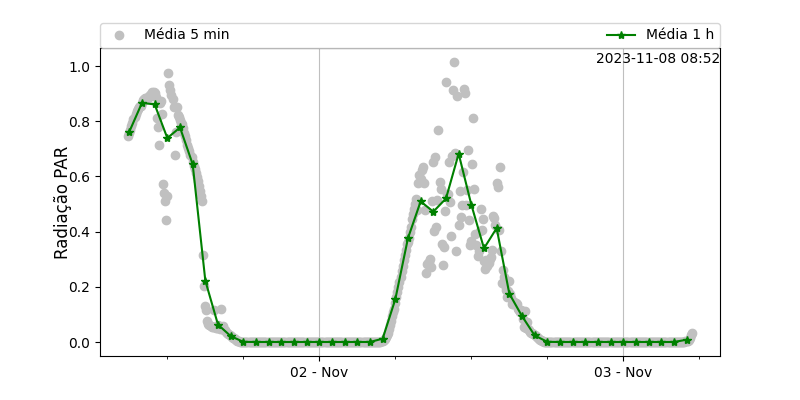 Média 5 min
Média 1 h
2023-11-08 08:52
Radiação PAR
1.0
0.8
0.6
0.4
0.2
0.0
02 - Nov
03 - Nov